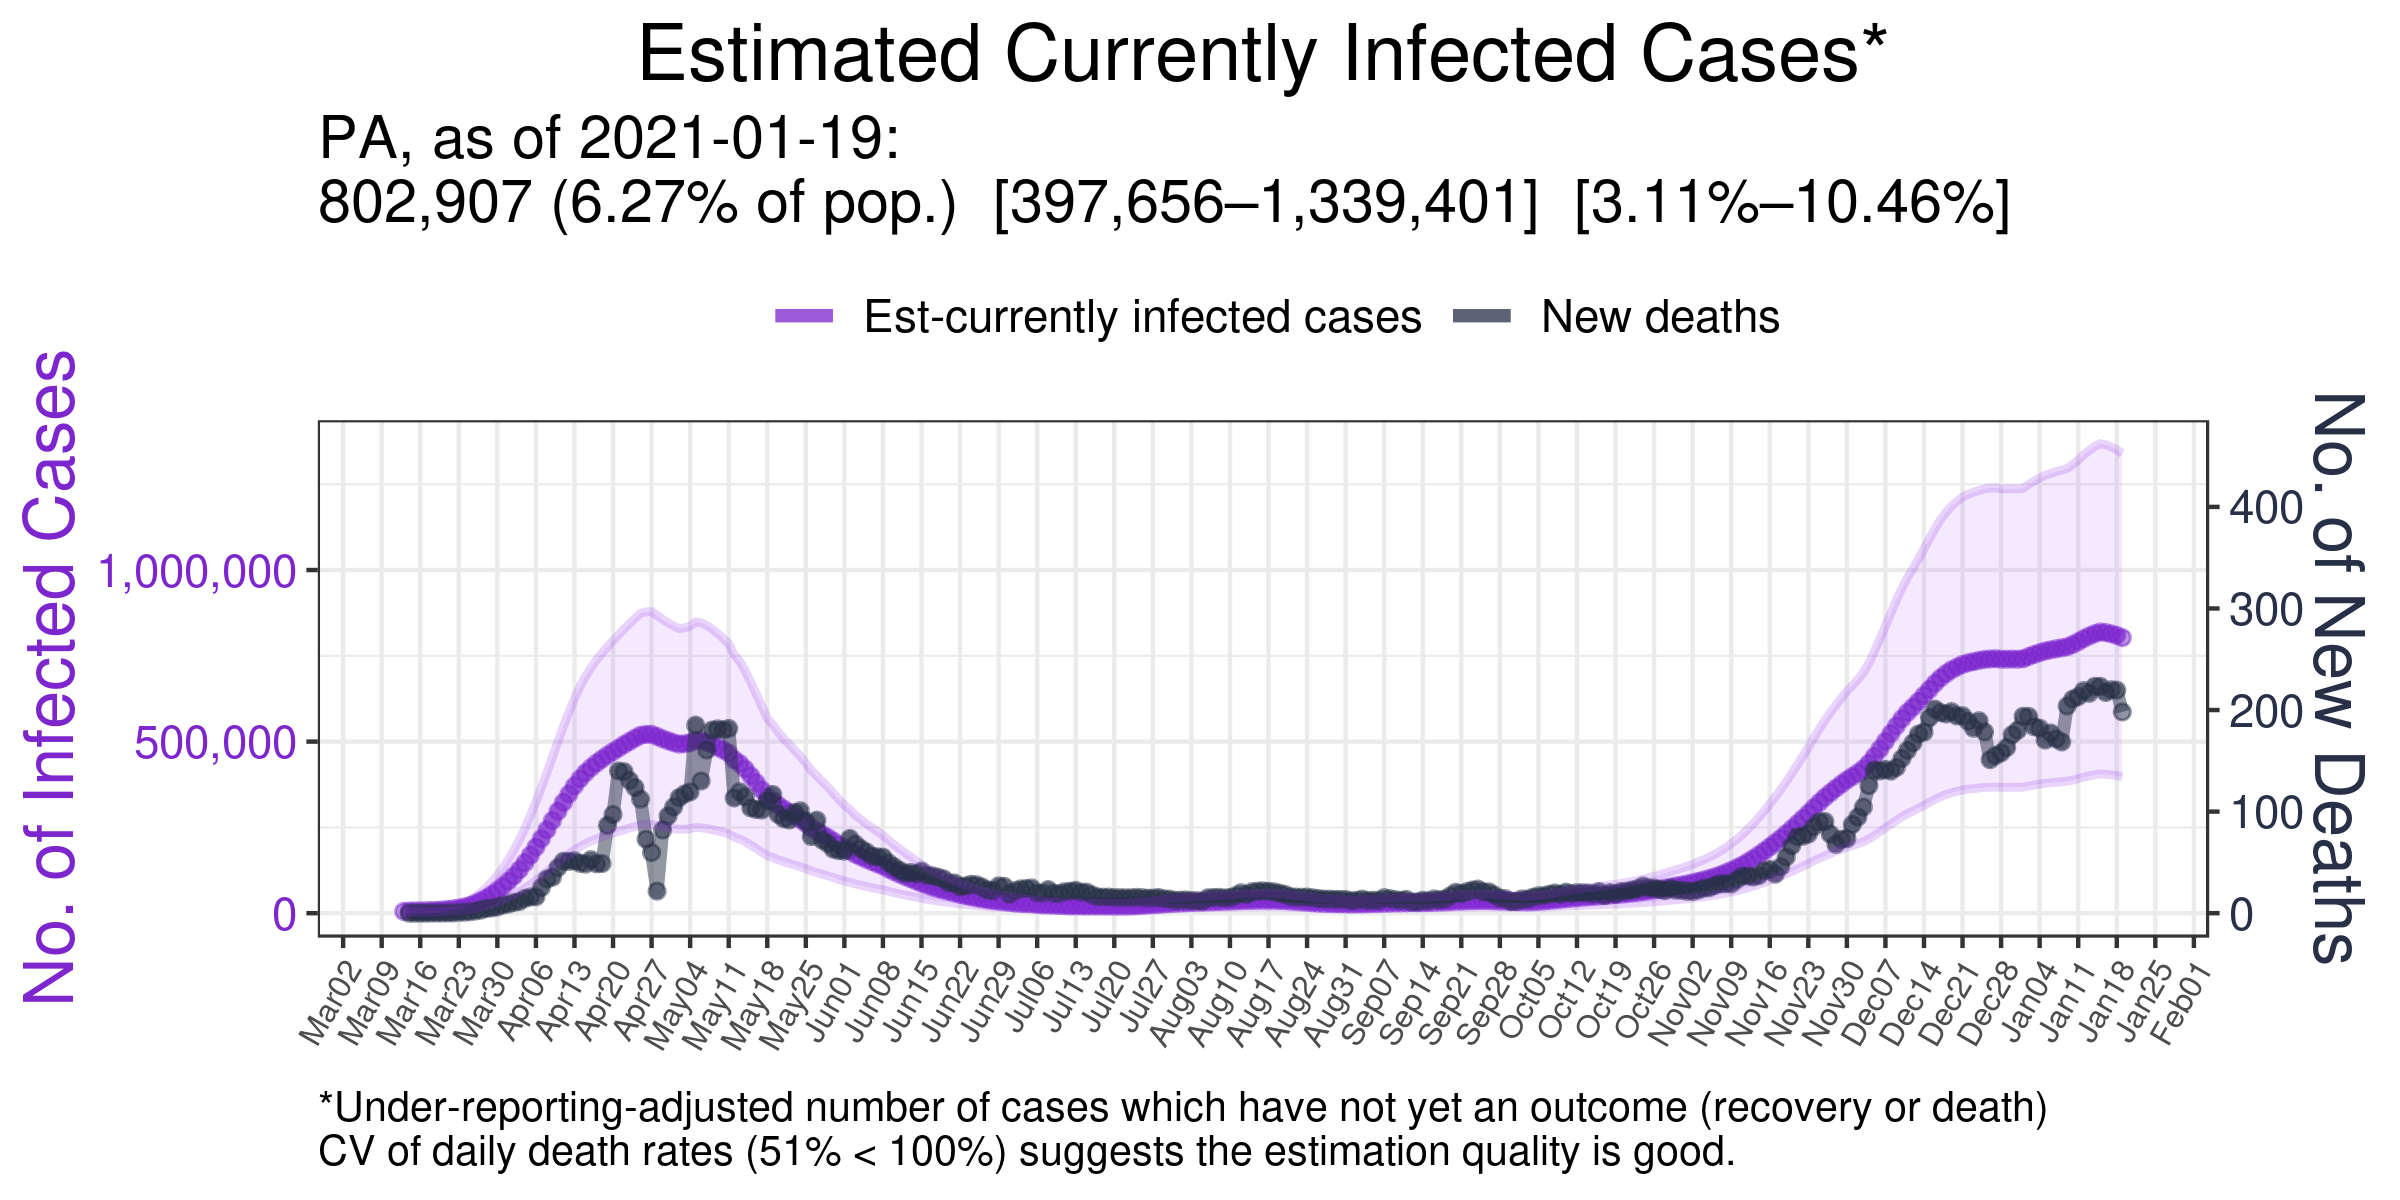 Estimated Currently Infected Cases*
PA, as of 2021-01-19:
802,907 (6.27% of pop.) [397,656–1,339,401] [3.11%–10.46%]
Est-currently infected cases
New deaths
No. of Infected Cases
1,000,000
500,000
0
No. of New Deaths
400
300
200
100
0
Mar02
Mar09
Mar16
Mar23
Mar30
Apr06
Apr13
Apr20
Apr27
May04
May11
May18
May25
Jun01
Jun08
Jun15
Jun22
Jun29
Jul06
Jul13
Jul20
Jul27
Aug03
Aug10
Aug17
Aug24
Aug31
Sep07
Sep14
Sep21
Sep28
Oct05
Oct12
Oct19
Oct26
Nov02
Nov09
Nov16
Nov23
Nov30
Dec07
Dec14
Dec21
Dec28
Jan04
Jan11
Jan18
Jan25
Feb01
*Under-reporting-adjusted number of cases which have not yet an outcome (recovery or death)
CV of daily death rates (51% < 100%) suggests the estimation quality is good.